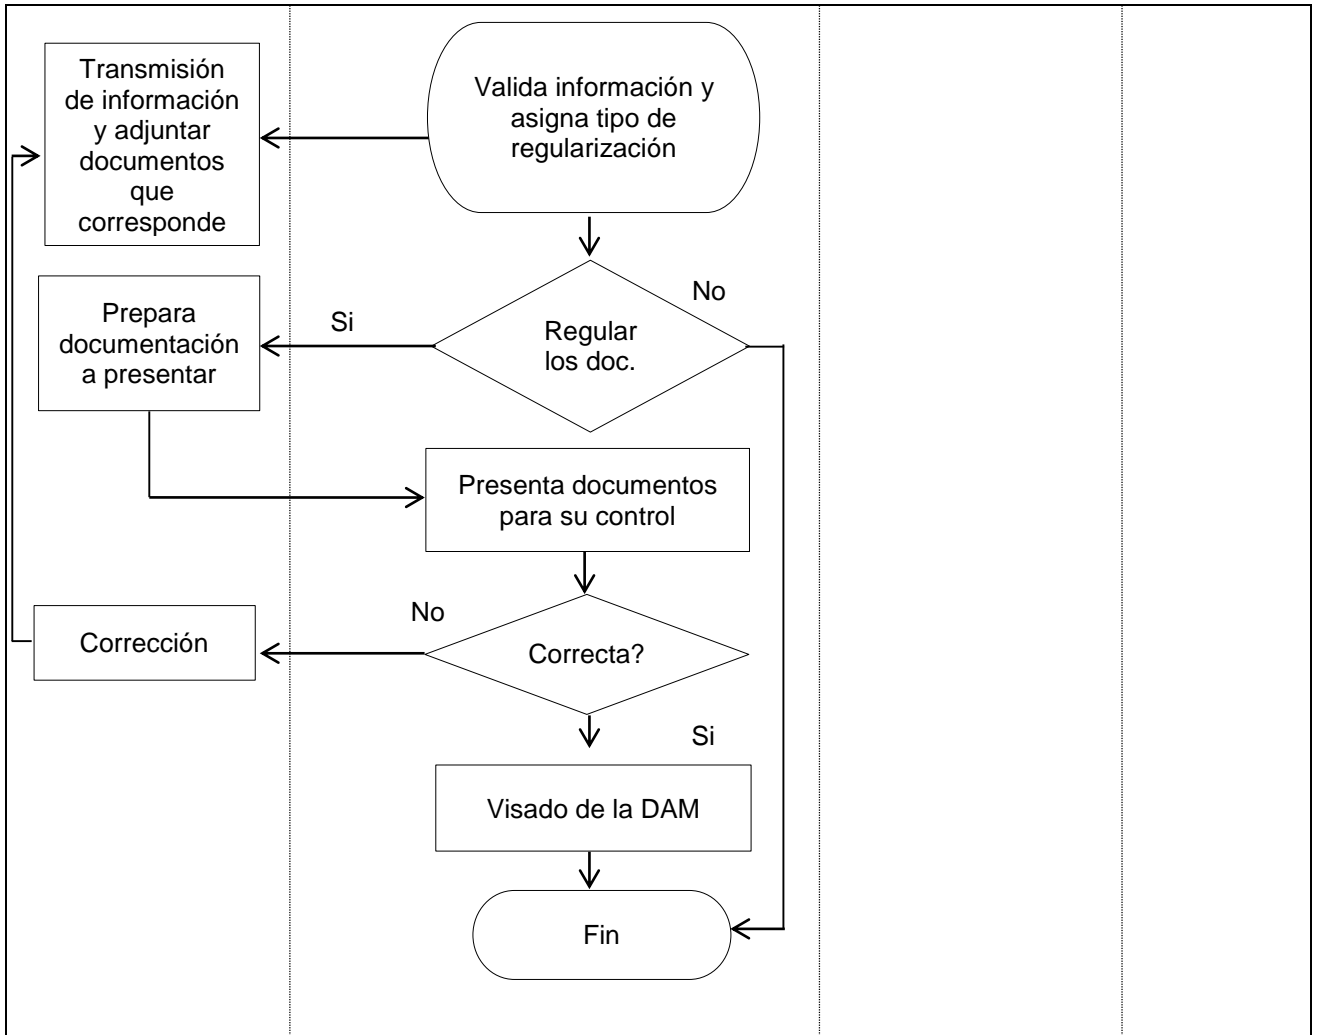 Transmisión
de información
y adjuntar
documentos
que
corresponde
Valida información y
asigna tipo de
regularización
No
Si
Regular
los doc.
Prepara
documentación
a presentar
Presenta documentos
para su control
No
Corrección
Correcta?
Si
Visado de la DAM
Fin